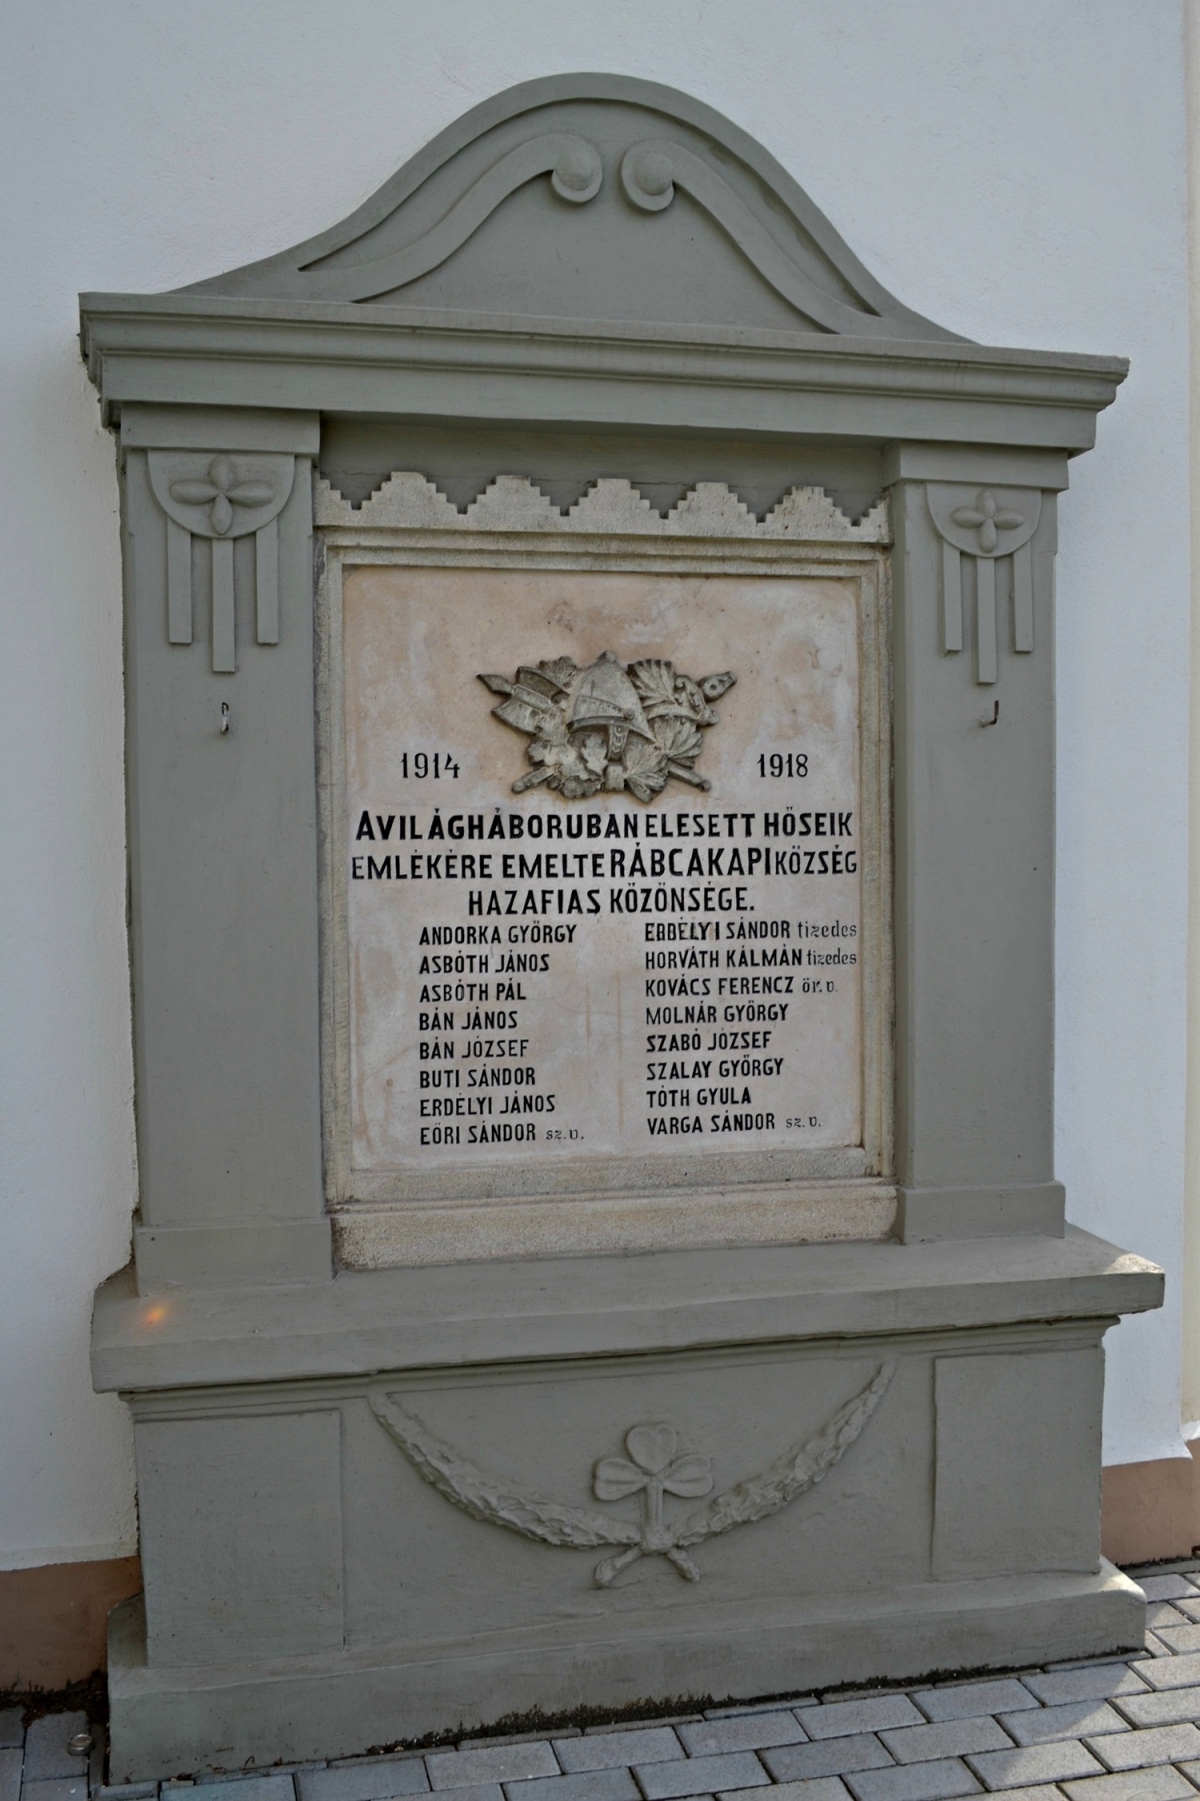 1914 1918
A VILÁGHÁBORUBAN ELESETT HŐSEIK
EMLÉKÉRE EMELTE RÁBCAKAPI KÖZSÉG
HAZAFIAS KÖZÖNSÉGE.
ANDORKA GYÖRGY
ASBÓTH JÁNOS
ASBÓTH PÁL
BÁN JÁNOS
BÁN JÓZSEF
BUTI SÁNDOR
ERDÉLYI JÁNOS
EŐRI SÁNDOR sz.v.
ERDÉLYI SÁNDOR tizedes
HORVÁTH KÁLMÁN tizedes
KOVÁCS FERENCZ őr.v.
MOLNÁR GYÖRGY
SZABÓ JÓZSEF
SZALAY GYÖRGY
TÓTH GYULA
VARGA SÁNDOR sz.v.